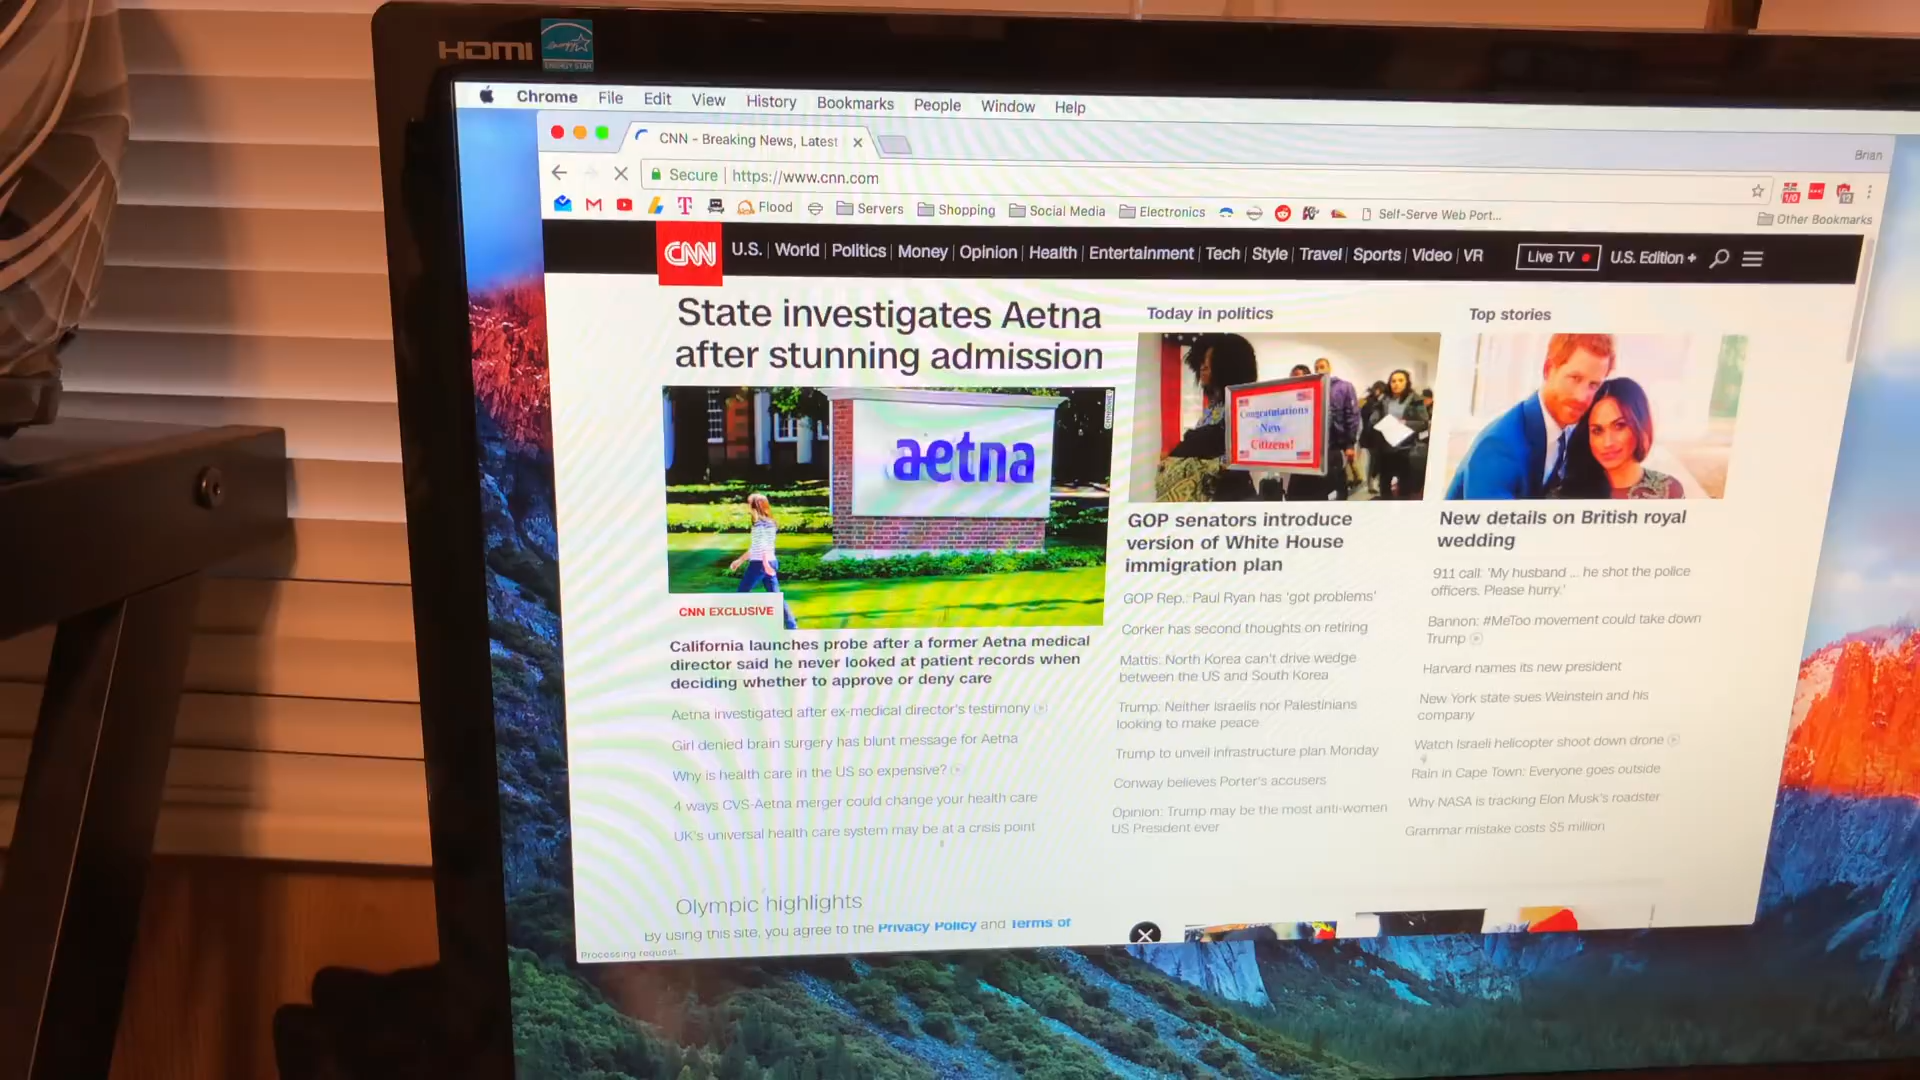 HDMI
ENERGY STAR
Chrome File Edit View History Bookmarks People Window Help
CNN - Breaking News, Latest
Brian
Secure | https://www.cnn.com
Flood Servers Shopping Social Media Electronics Self-Serve Web Port...
Other Bookmarks
CNN U.S. World Politics Money Opinion Health Entertainment Tech Style Travel Sports Video VR Live TV U.S. Edition +
State investigates Aetna
after stunning admission
aetna
CNN EXCLUSIVE
California launches probe after a former Aetna medical
director said he never looked at patient records when
deciding whether to approve or deny care
Aetna investigated after ex-medical director's testimony
Girl denied brain surgery has blunt message for Aetna
Why is health care in the US so expensive?
4 ways CVS-Aetna merger could change your health care
UK's universal health care system may be at a crisis point
Today in politics
Congratulations
New
Citizens!
GOP senators introduce
version of White House
immigration plan
GOP Rep.: Paul Ryan has 'got problems'
Corker has second thoughts on retiring
Mattis: North Korea can't drive wedge
between the US and South Korea
Trump: Neither Israelis nor Palestinians
looking to make peace
Trump to unveil infrastructure plan Monday
Conway believes Porter's accusers
Opinion: Trump may be the most anti-women
US President ever
Top stories
New details on British royal
wedding
911 call: 'My husband ... he shot the police
officers. Please hurry.'
Bannon: #MeToo movement could take down
Trump
Harvard names its new president
New York state sues Weinstein and his
company
Watch Israeli helicopter shoot down drone
Rain in Cape Town: Everyone goes outside
Why NASA is tracking Elon Musk's roadster
Grammar mistake costs $5 million
Olympic highlights
By using this site, you agree to the Privacy Policy and Terms of
Processing request...